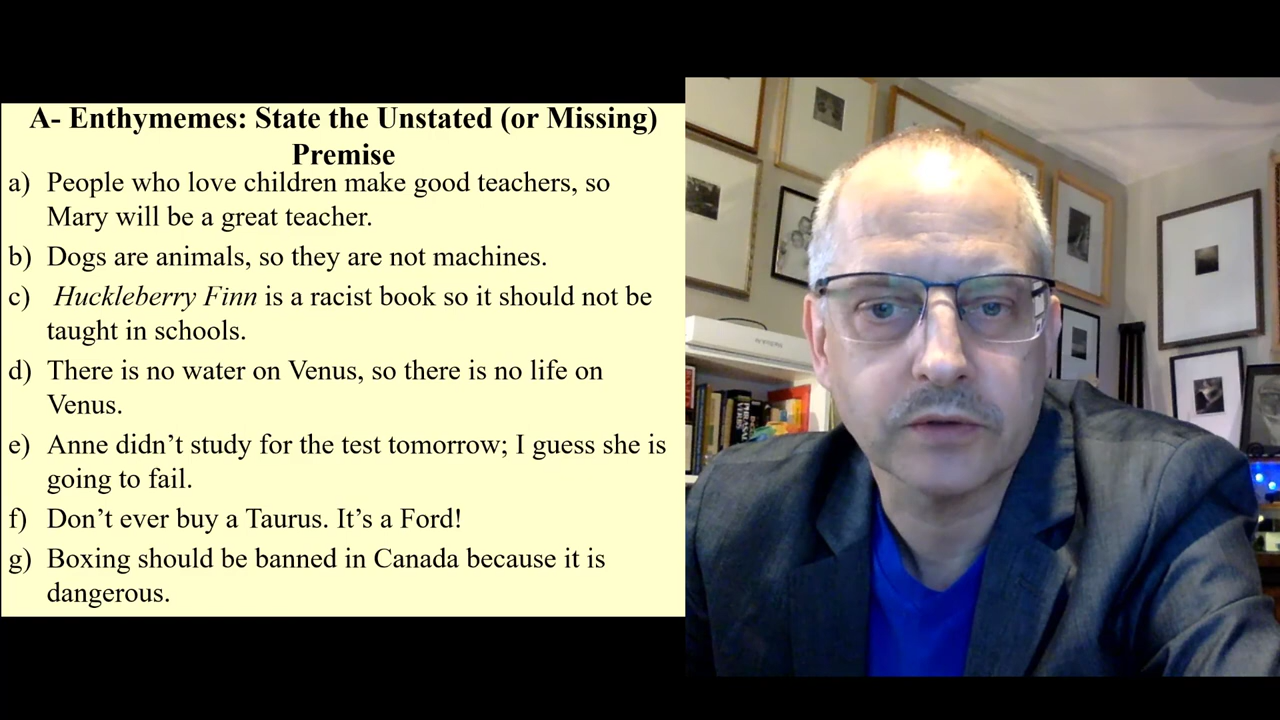 A- Enthymemes: State the Unstated (or Missing)
Premise
a) People who love children make good teachers, so
Mary will be a great teacher.
b) Dogs are animals, so they are not machines.
c) Huckleberry Finn is a racist book so it should not be
taught in schools.
d) There is no water on Venus, so there is no life on
Venus.
e) Anne didn’t study for the test tomorrow; I guess she is
going to fail.
f) Don’t ever buy a Taurus. It’s a Ford!
g) Boxing should be banned in Canada because it is
dangerous.